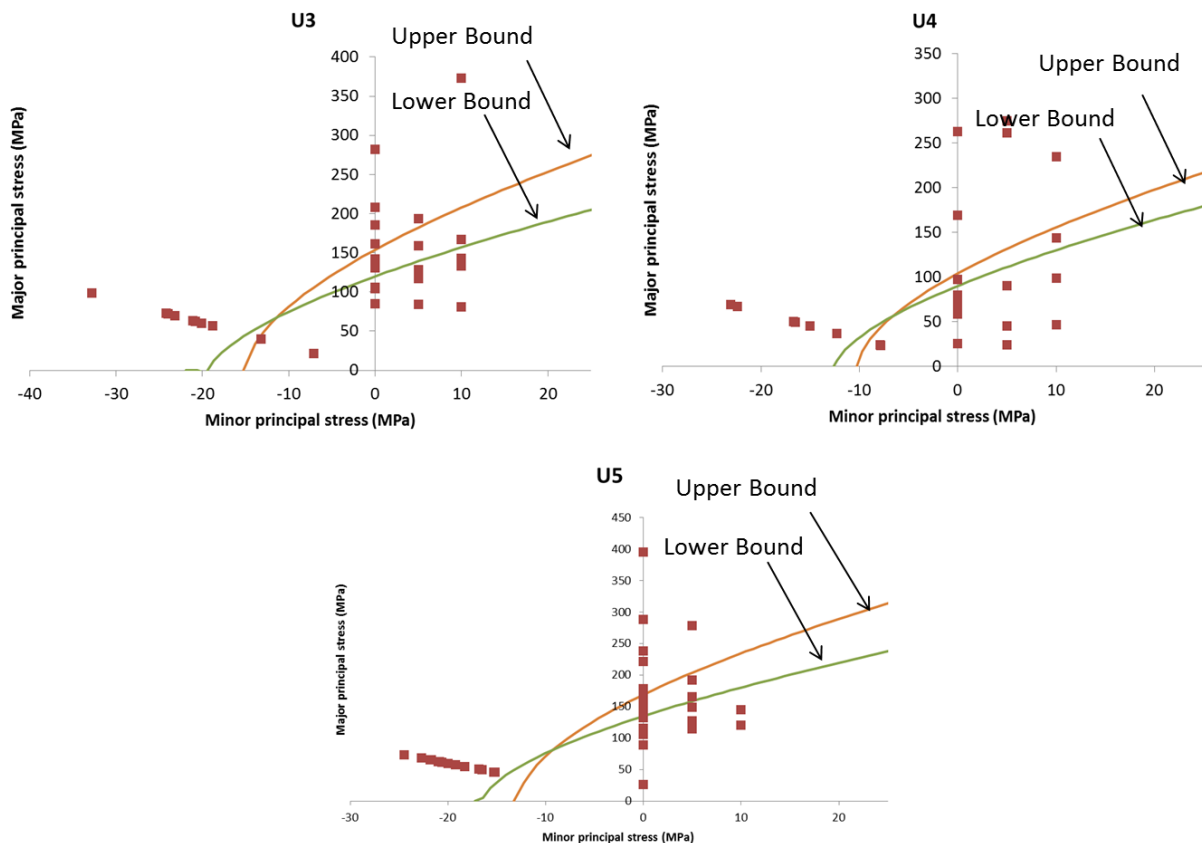 U3
Upper Bound
Lower Bound
Major principal stress (MPa)
400
350
300
250
200
150
100
50
0
-40 -30 -20 -10 0 10 20
Minor principal stress (MPa)
U4
Upper Bound
Lower Bound
Major principal stress (MPa)
350
300
250
200
150
100
50
0
-30 -20 -10 0 10 20
Minor principal stress (MPa)
U5
Upper Bound
Lower Bound
Major principal stress (MPa)
450
400
350
300
250
200
150
100
50
0
-30 -20 -10 0 10 20
Minor principal stress (MPa)